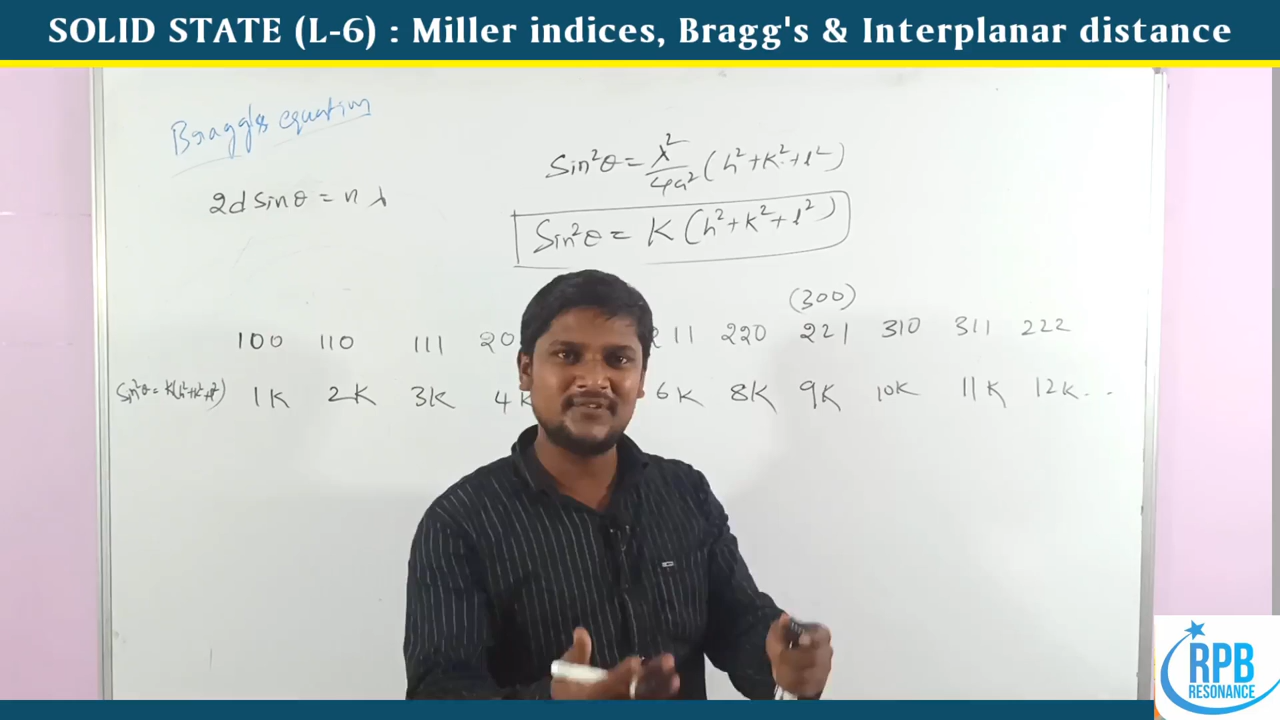 SOLID STATE (L-6) : Miller indices, Bragg's & Interplanar distance
Bragg's equation
2d Sinθ = n λ
Sin²θ = λ²/4a² (h²+k²+l²)
Sin²θ = K (h²+k²+l²)
(300)
100 110 111 20 211 220 221 310 311 222
Sin²θ = K(h²+k²+l²) 1K 2K 3K 4K 6K 8K 9K 10K 11K 12K...
RPB
RESONANCE